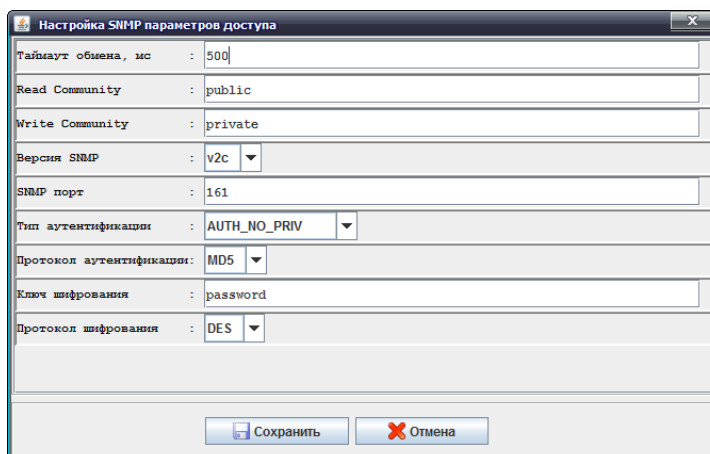 Настройка SNMP параметров доступа
x
Таймаут обмена, мс : 500
Read Community : public
Write Community : private
Версия SNMP : v2c
SNMP порт : 161
Тип аутентификации : AUTH_NO_PRIV
Протокол аутентификации: MD5
Ключ шифрования : password
Протокол шифрования : DES
Сохранить Отмена